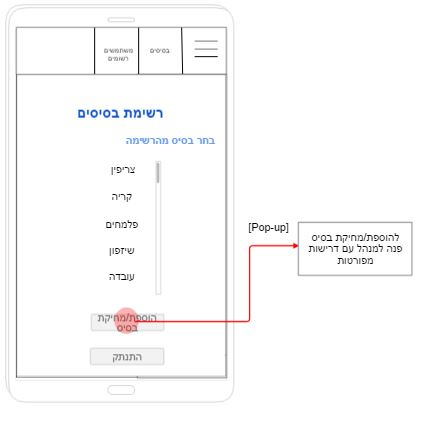 בסיסים
משתמשים
רשומים
רשימת בסיסים
בחר בסיס מהרשימה
צריפין
קריה
פלמחים
שיזפון
עובדה
הוספת/מחיקת
בסיס
התנתק
[Pop-up]
להוספת/מחיקת בסיס
פנה למנהל עם דרישות
מפורטות